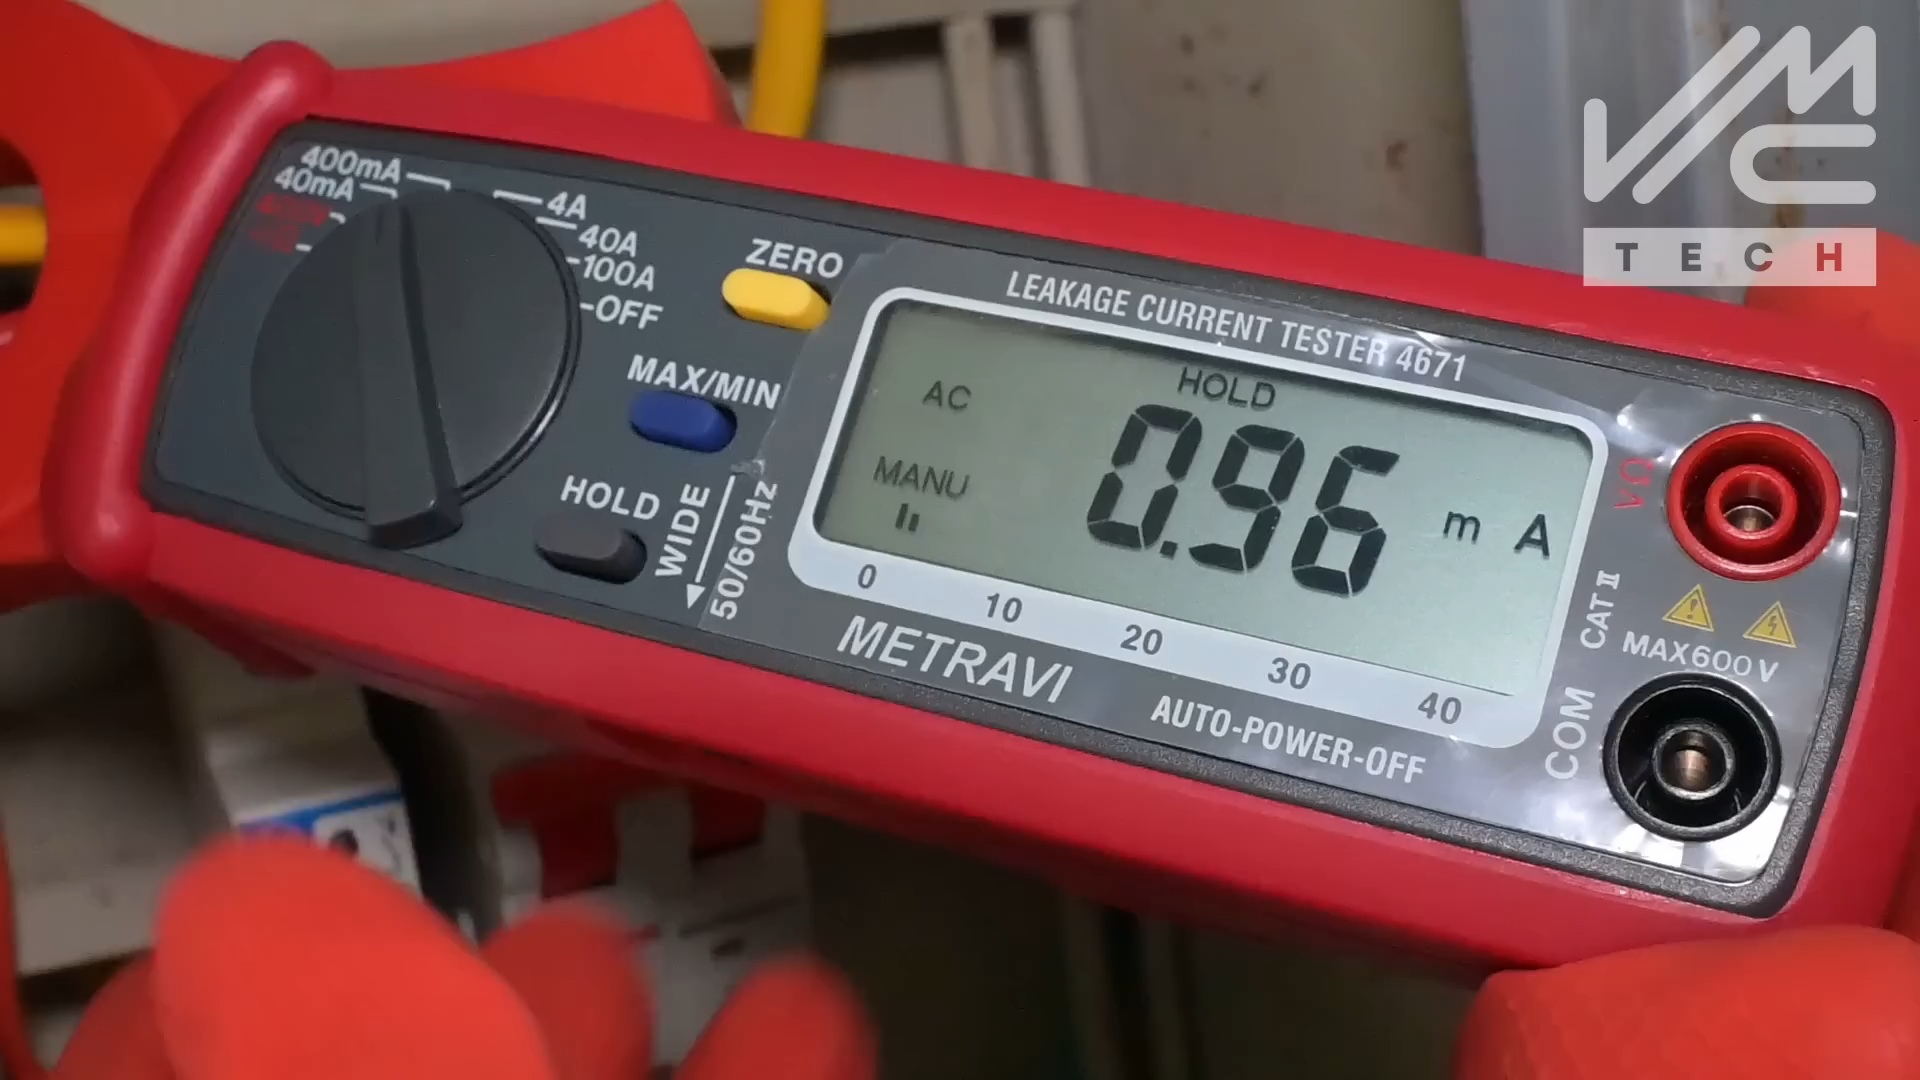 VMC
TECH
400mA
40mA
4A
40A
100A
OFF
ZERO
MAX/MIN
HOLD
WIDE
50/60Hz
LEAKAGE CURRENT TESTER 4671
HOLD
AC
MANU
0.96 m A
0 10 20 30 40
METRAVI
AUTO-POWER-OFF
VΩ
CAT II
MAX600V
COM